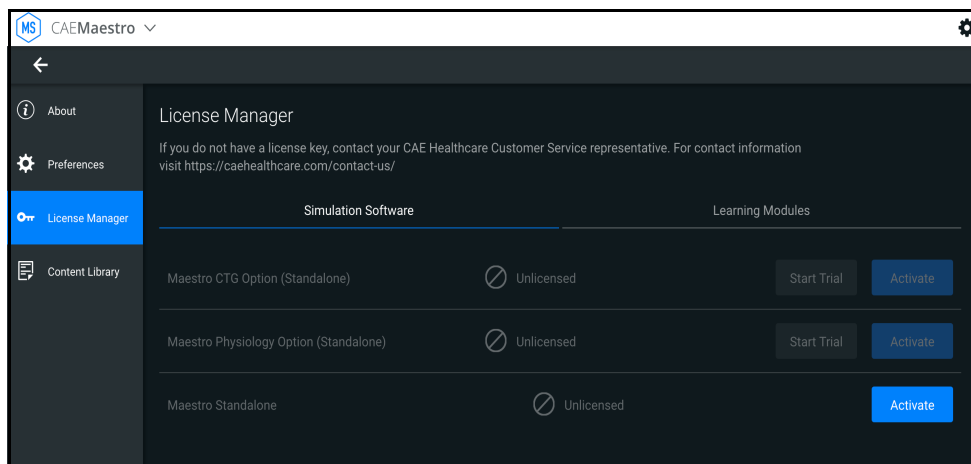 MS CAEMaestro
About
Preferences
License Manager
Content Library
License Manager
If you do not have a license key, contact your CAE Healthcare Customer Service representative. For contact information
visit https://caehealthcare.com/contact-us/
Simulation Software Learning Modules
Maestro CTG Option (Standalone) Unlicensed Start Trial Activate
Maestro Physiology Option (Standalone) Unlicensed Start Trial Activate
Maestro Standalone Unlicensed Activate